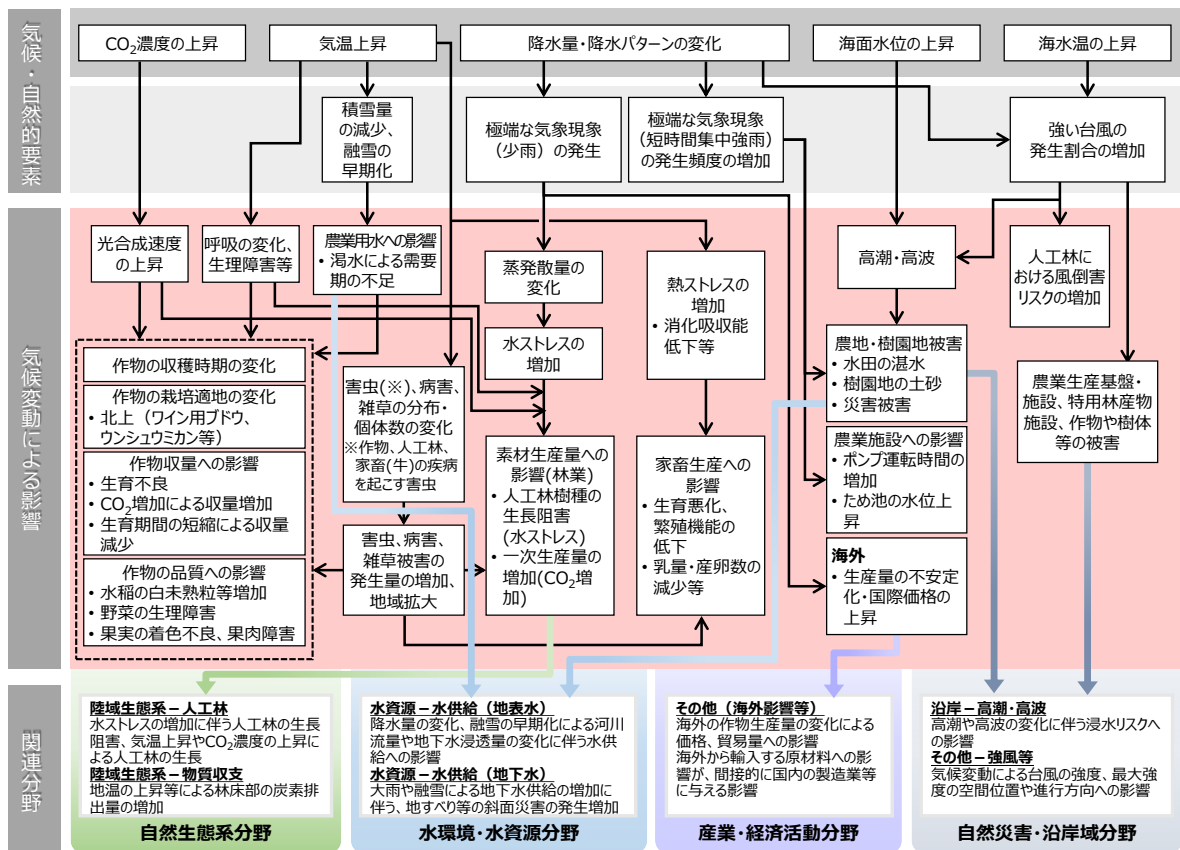 気候・自然的要素
CO₂濃度の上昇
気温上昇
降水量・降水パターンの変化
海面水位の上昇
海水温の上昇
積雪量
の減少、
融雪の
早期化
極端な気象現象
（少雨）の発生
極端な気象現象
（短時間集中強雨）
の発生頻度の増加
強い台風の
発生割合の増加
気候変動による影響
光合成速度
の上昇
呼吸の変化、
生理障害等
農業用水への影響
• 渇水による需要
期の不足
蒸発散量の
変化
水ストレス
の増加
熱ストレスの
増加
• 消化吸収能
低下等
高潮・高波
人工林に
おける風倒害
リスクの増加
作物の収穫時期の変化
作物の栽培適地の変化
• 北上（ワイン用ブドウ、
ウンシュウミカン等）
作物収量への影響
• 生育不良
• CO₂増加による収量増加
• 生育期間の短縮による収量
減少
作物の品質への影響
• 水稲の白未熟粒等増加
• 野菜の生理障害
• 果実の着色不良、果肉障害
害虫(※)、病害、
雑草の分布・
個体数の変化
※作物、人工林、
家畜(牛)の疾病
を起こす害虫
害虫、病害、
雑草被害の
発生量の増加、
地域拡大
素材生産量への
影響(林業)
• 人工林樹種の
生長阻害
(水ストレス)
• 一次生産量の
増加(CO₂増
加)
家畜生産への
影響
• 生育悪化、
繁殖機能の
低下
• 乳量・産卵数の
減少等
農地・樹園地被害
• 水田の湛水
• 樹園地の土砂
• 災害被害
農業施設への影響
• ポンプ運転時間の
増加
• ため池の水位上
昇
海外
• 生産量の不安定
化・国際価格の
上昇
農業生産基盤・
施設、特用林産物
施設、作物や樹体
等の被害
関連分野
陸域生態系－人工林
水ストレスの増加に伴う人工林の生長
阻害、気温上昇やCO₂濃度の上昇に
よる人工林の生長
陸域生態系－物質収支
地温の上昇等による林床部の炭素排
出量の増加
自然生態系分野
水資源－水供給（地表水）
降水量の変化、融雪の早期化による河川
流量や地下水浸透量の変化に伴う水供
給への影響
水資源－水供給（地下水）
大雨や融雪による地下水供給の増加に
伴う、地すべり等の斜面災害の発生増加
水環境・水資源分野
その他（海外影響等）
海外の作物生産量の変化による
価格、貿易量への影響
海外から輸入する原材料への影
響が、間接的に国内の製造業等
に与える影響
産業・経済活動分野
沿岸－高潮・高波
高潮や高波の変化に伴う浸水リスクへ
の影響
その他－強風等
気候変動による台風の強度、最大強
度の空間位置や進行方向への影響
自然災害・沿岸域分野